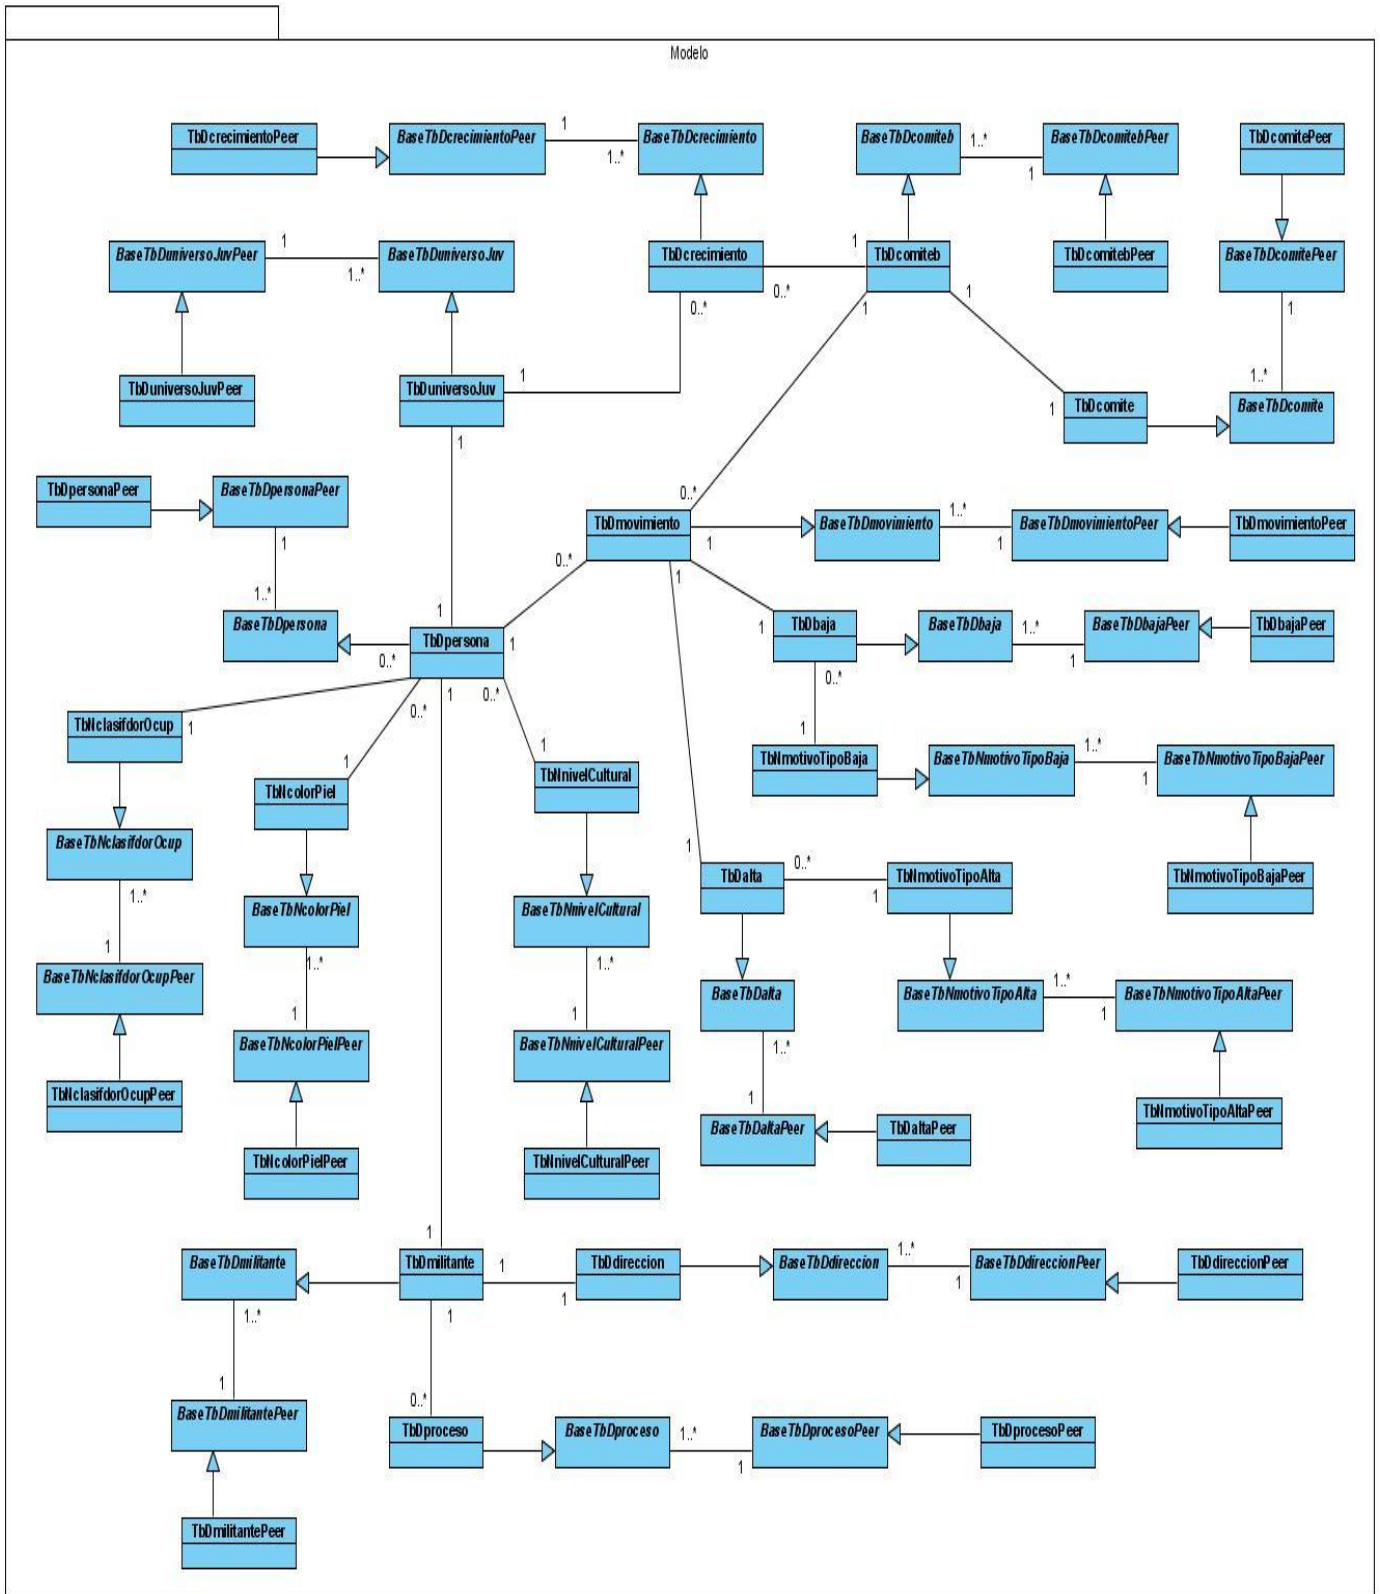 Modelo
TbDcrecimientoPeer
BaseTbDcrecimientoPeer
1
1..*
BaseTbDcrecimiento
BaseTbDcomiteb
1..*
1
BaseTbDcomitebPeer
TbDcomitePeer
BaseTbDuniversoJuvPeer
1
1..*
BaseTbDuniversoJuv
TbDcrecimiento
0..*
0..*
1
TbDcomiteb
1
1
TbDcomitebPeer
BaseTbDcomitePeer
1
TbDuniversoJuvPeer
TbDuniversoJuv
1
1
1
TbDcomite
1..*
BaseTbDcomite
TbDpersonaPeer
BaseTbDpersonaPeer
1
0..*
TbDmovimiento
1
BaseTbDmovimiento
1..*
1
BaseTbDmovimientoPeer
TbDmovimientoPeer
0..*
1
1..*
BaseTbDpersona
1
TbDpersona
1
0..*
1
TbDbaja
BaseTbDbaja
1..*
1
BaseTbDbajaPeer
TbDbajaPeer
0..*
1
0..*
0..*
TbNclasifdorOcup
1
1
1
1
TbNmotivoTipoBaja
BaseTbNmotivoTipoBaja
1..*
1
BaseTbNmotivoTipoBajaPeer
TbNcolorPiel
TbNnivelCultural
BaseTbNclasifdorOcup
1..*
1
TbDalta
0..*
1
TbNmotivoTipoAlta
TbNmotivoTipoBajaPeer
BaseTbNcolorPiel
1..*
BaseTbNnivelCultural
1..*
1
BaseTbNclasifdorOcupPeer
BaseTbDalta
1..*
BaseTbNmotivoTipoAlta
1..*
1
BaseTbNmotivoTipoAltaPeer
1
BaseTbNcolorPielPeer
1
BaseTbNnivelCulturalPeer
TbNclasifdorOcupPeer
1
BaseTbDaltaPeer
TbDaltaPeer
TbNmotivoTipoAltaPeer
TbNcolorPielPeer
TbNnivelCulturalPeer
1
BaseTbDmilitante
1..*
TbDmilitante
1
1
1
TbDdireccion
BaseTbDdireccion
1..*
1
BaseTbDdireccionPeer
TbDdireccionPeer
1
BaseTbDmilitantePeer
0..*
TbDproceso
BaseTbDproceso
1..*
1
BaseTbDprocesoPeer
TbDprocesoPeer
TbDmilitantePeer